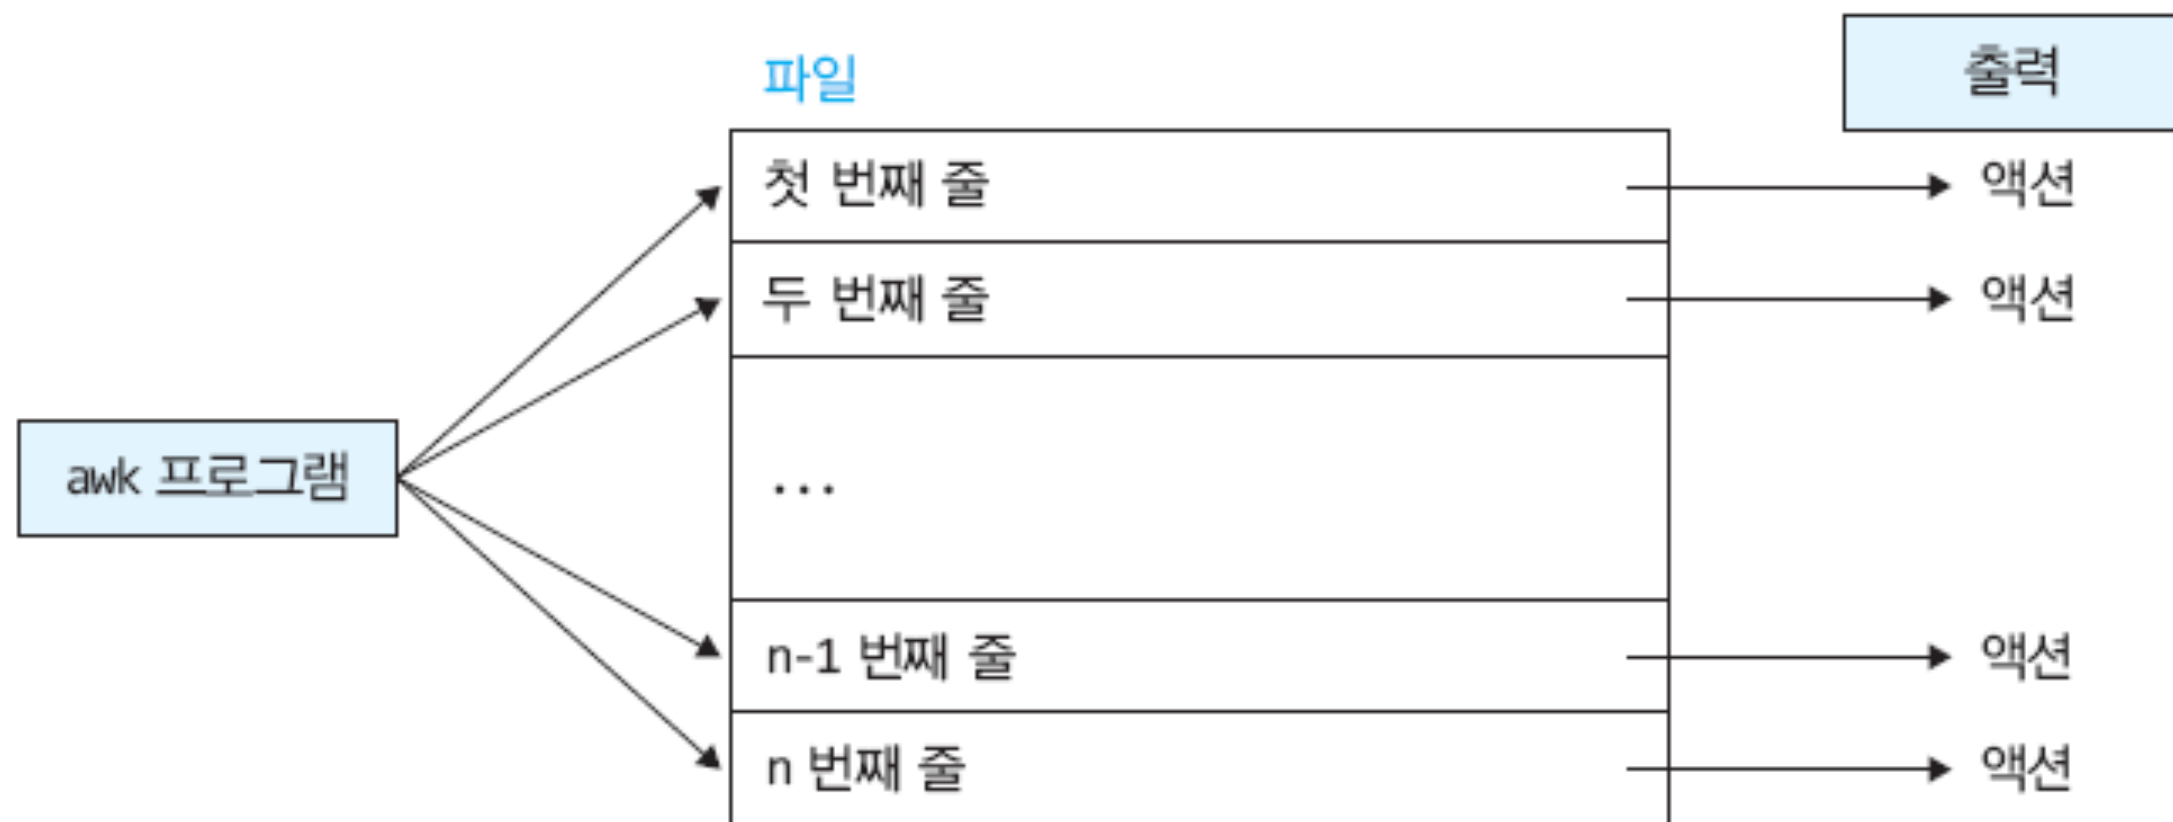 파일
출력
첫 번째 줄
액션
두 번째 줄
액션
awk 프로그램
...
n-1 번째 줄
액션
n 번째 줄
액션